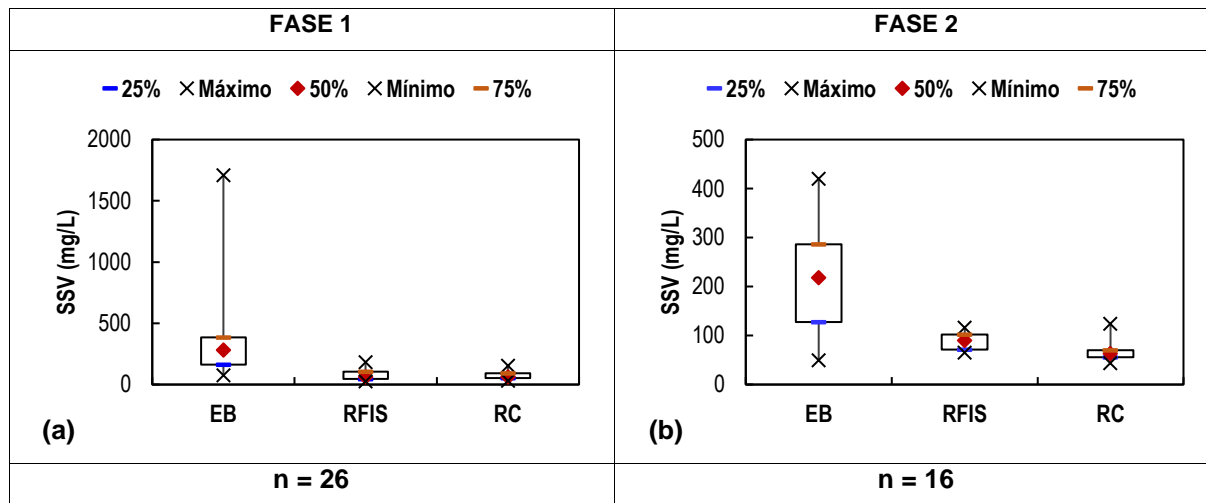 FASE 1
FASE 2
25% Máximo 50% Mínimo 75%
2000
1500
1000
500
0
SSV (mg/L)
EB RFIS RC
(a)
25% Máximo 50% Mínimo 75%
500
400
300
200
100
0
SSV (mg/L)
EB RFIS RC
(b)
n = 26
n = 16